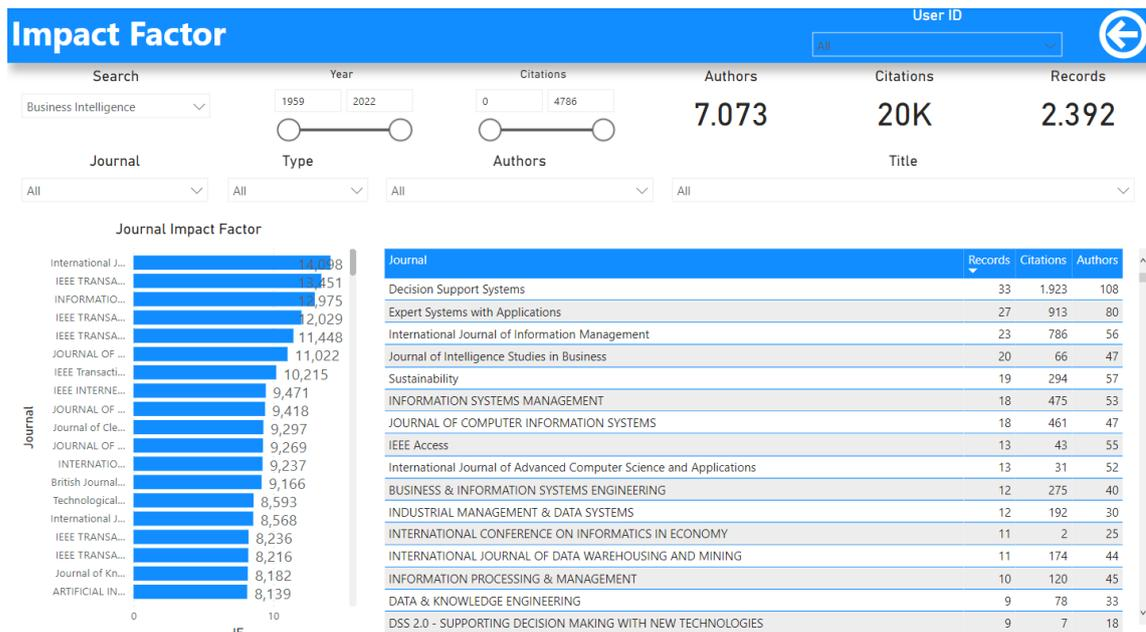 Impact Factor
User ID
All
Search
Year
Citations
Authors
Citations
Records
Business Intelligence
1959
2022
0
4786
7.073
20K
2.392
Journal
Type
Authors
Title
All
All
All
All
Journal Impact Factor
Journal
International J... 14,098
IEEE TRANSA... 13,451
INFORMATIO... 12,975
IEEE TRANSA... 12,029
IEEE TRANSA... 11,448
JOURNAL OF ... 11,022
IEEE Transacti... 10,215
IEEE INTERNE... 9,471
JOURNAL OF ... 9,418
Journal of Cle... 9,297
JOURNAL OF ... 9,269
INTERNATIO... 9,237
British Journal... 9,166
Technological... 8,593
International J... 8,568
IEEE TRANSA... 8,236
IEEE TRANSA... 8,216
Journal of Kn... 8,182
ARTIFICIAL IN... 8,139
0 10
IF
Journal Records Citations Authors
Decision Support Systems 33 1.923 108
Expert Systems with Applications 27 913 80
International Journal of Information Management 23 786 56
Journal of Intelligence Studies in Business 20 66 47
Sustainability 19 294 57
INFORMATION SYSTEMS MANAGEMENT 18 475 53
JOURNAL OF COMPUTER INFORMATION SYSTEMS 18 461 47
IEEE Access 13 43 55
International Journal of Advanced Computer Science and Applications 13 31 52
BUSINESS & INFORMATION SYSTEMS ENGINEERING 12 275 40
INDUSTRIAL MANAGEMENT & DATA SYSTEMS 12 192 30
INTERNATIONAL CONFERENCE ON INFORMATICS IN ECONOMY 11 2 25
INTERNATIONAL JOURNAL OF DATA WAREHOUSING AND MINING 11 174 44
INFORMATION PROCESSING & MANAGEMENT 10 120 45
DATA & KNOWLEDGE ENGINEERING 9 78 33
DSS 2.0 - SUPPORTING DECISION MAKING WITH NEW TECHNOLOGIES 9 7 18